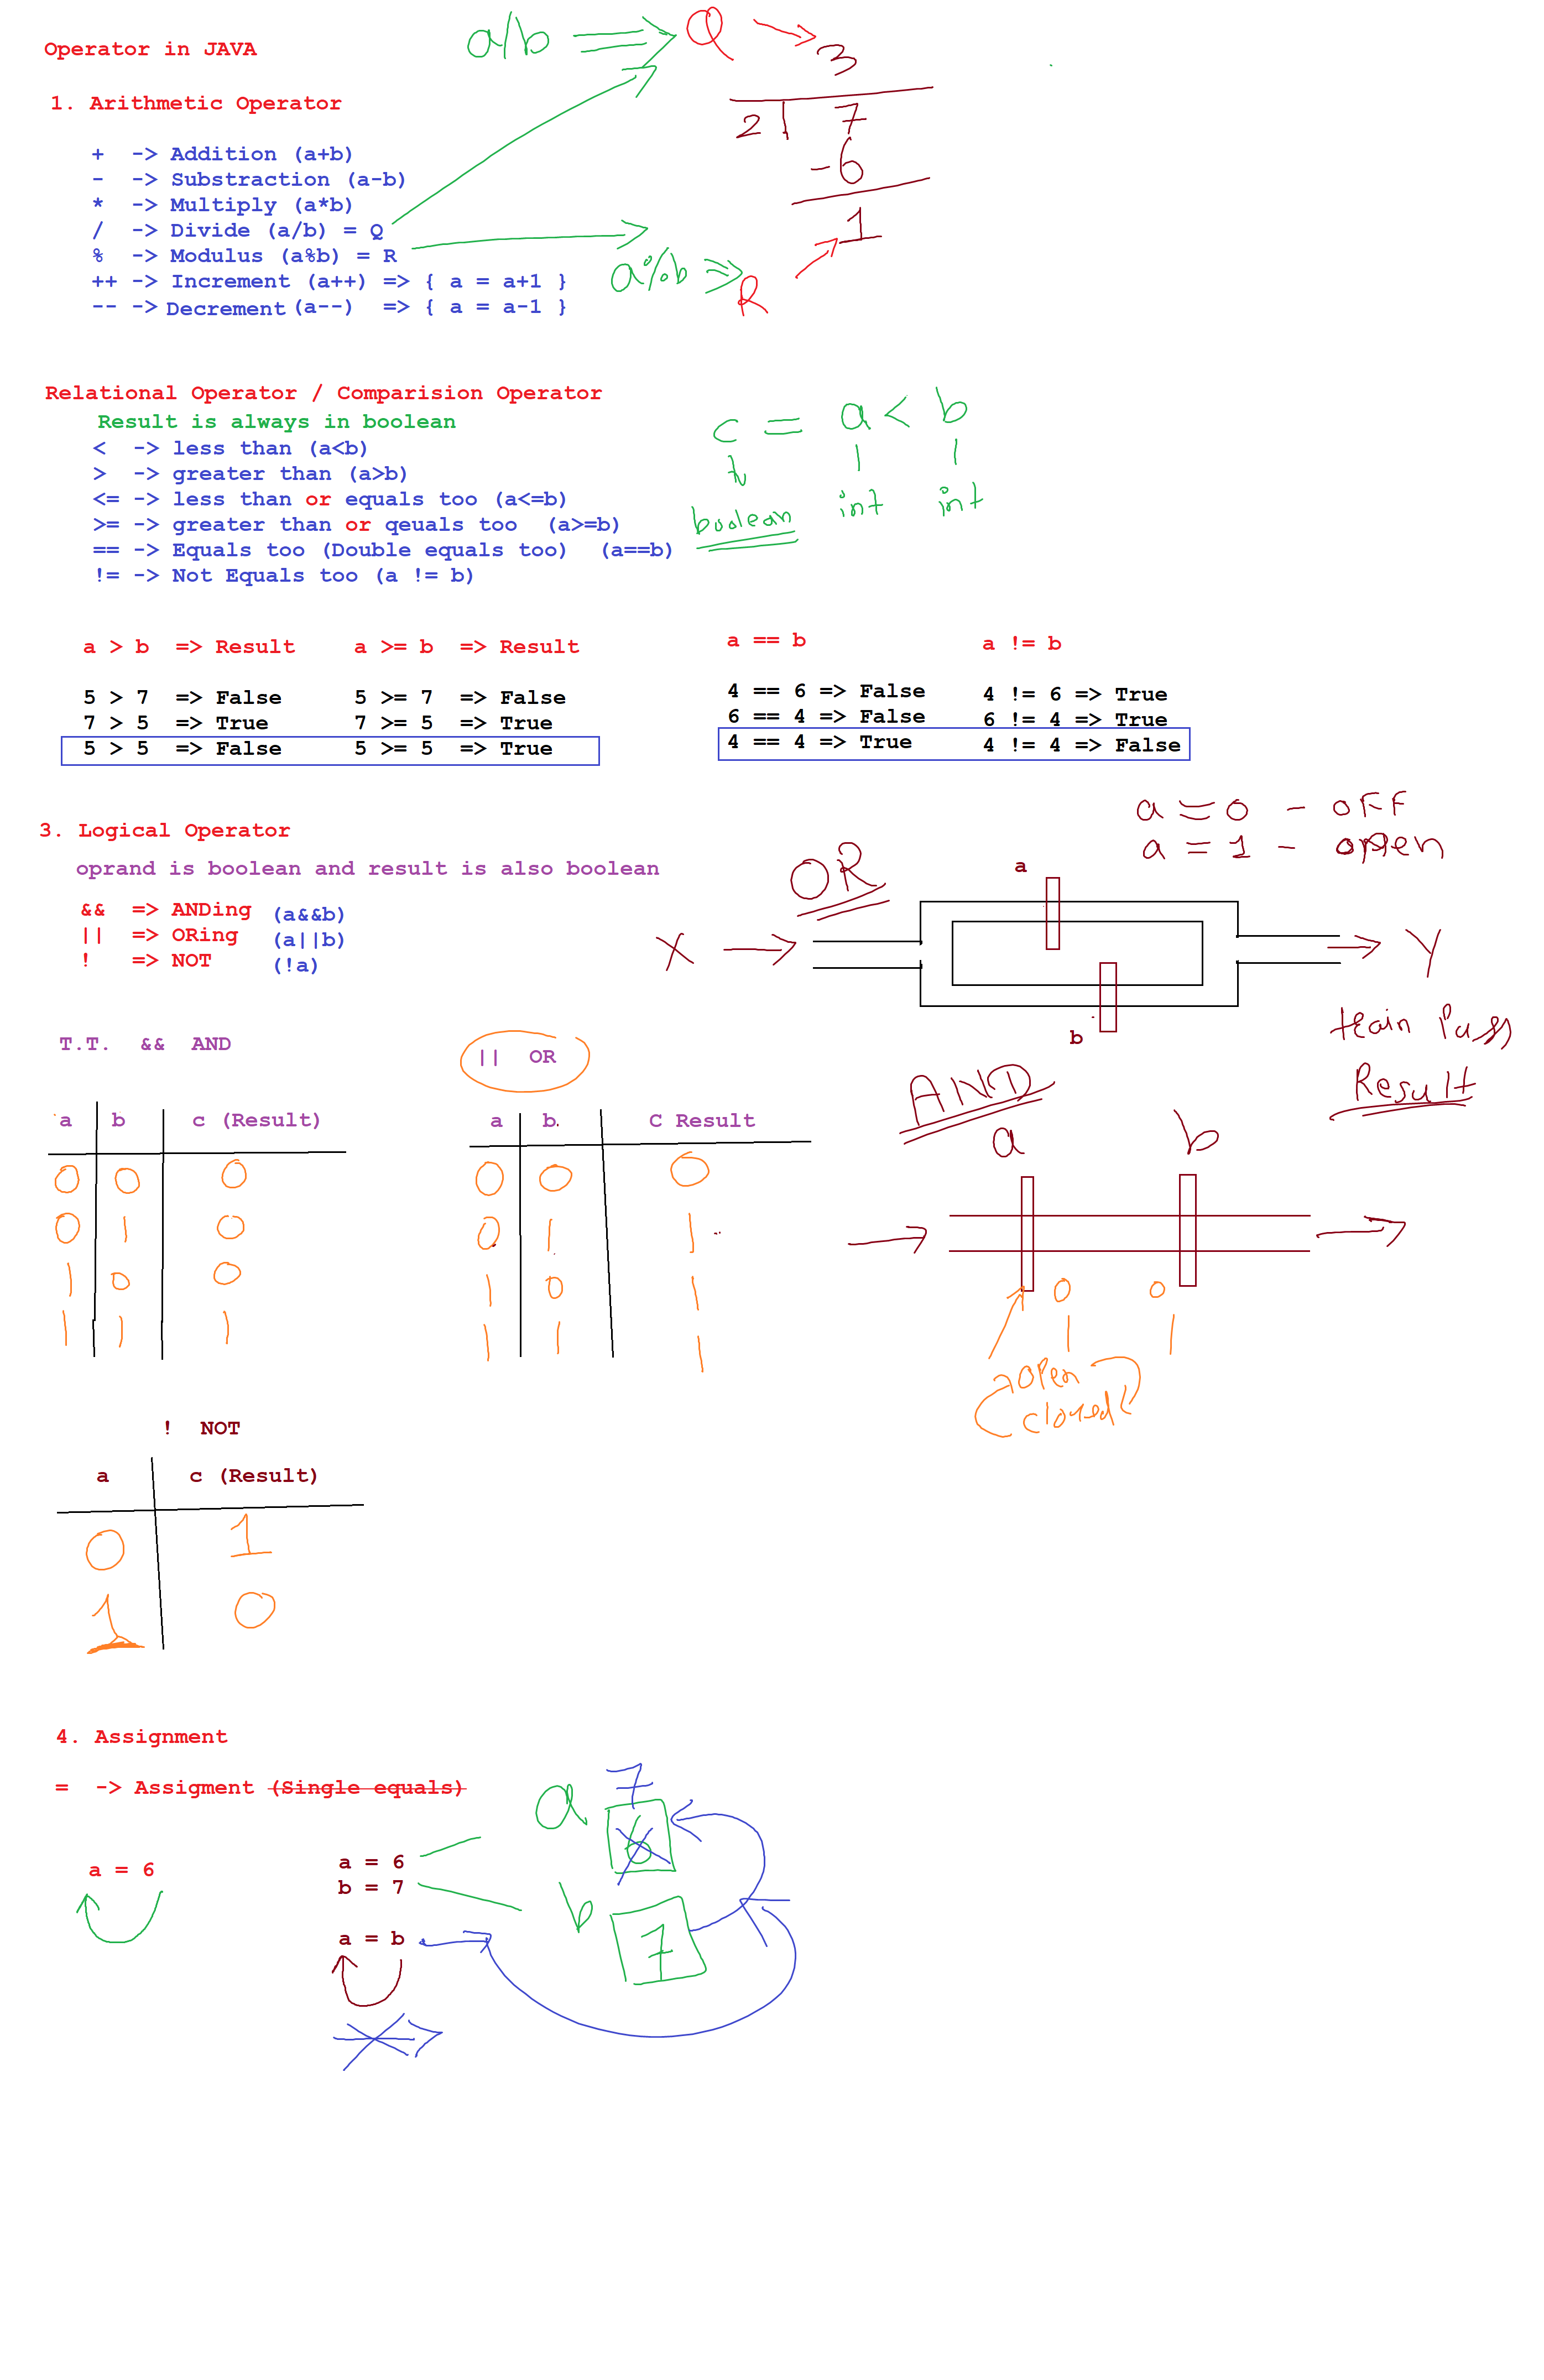 Operator in JAVA
a/b => Q
3
1. Arithmetic Operator
2 | 7
-6
1
+ -> Addition (a+b)
- -> Substraction (a-b)
* -> Multiply (a*b)
/ -> Divide (a/b) = Q
% -> Modulus (a%b) = R
++ -> Increment (a++) => { a = a+1 }
-- -> Decrement (a--) => { a = a-1 }
a%b => R
Relational Operator / Comparision Operator
Result is always in boolean
< -> less than (a<b)
> -> greater than (a>b)
<= -> less than or equals too (a<=b)
>= -> greater than or qeuals too (a>=b)
== -> Equals too (Double equals too) (a==b)
!= -> Not Equals too (a != b)
c = a < b
boolean int int
a > b => Result a >= b => Result
5 > 7 => False 5 >= 7 => False
7 > 5 => True 7 >= 5 => True
5 > 5 => False 5 >= 5 => True
a == b a != b
4 == 6 => False 4 != 6 => True
6 == 4 => False 6 != 4 => True
4 == 4 => True 4 != 4 => False
3. Logical Operator
oprand is boolean and result is also boolean
&& => ANDing (a&&b)
|| => ORing (a||b)
! => NOT (!a)
a = 0 - OFF
a = 1 - open
OR
a
X Y
b
train Pass
Result
T.T. && AND
a b c (Result)
0 0 0
0 1 0
1 0 0
1 1 1
|| OR
a b. C Result
0 0 0
0 1 1
1 0 1
1 1 1
AND
a b
0 0
1 1
open
closed
! NOT
a c (Result)
0 1
1 0
4. Assignment
= -> Assigment (Single equals)
a = 6
a = 6
b = 7
a = b
7
a 6
b 7